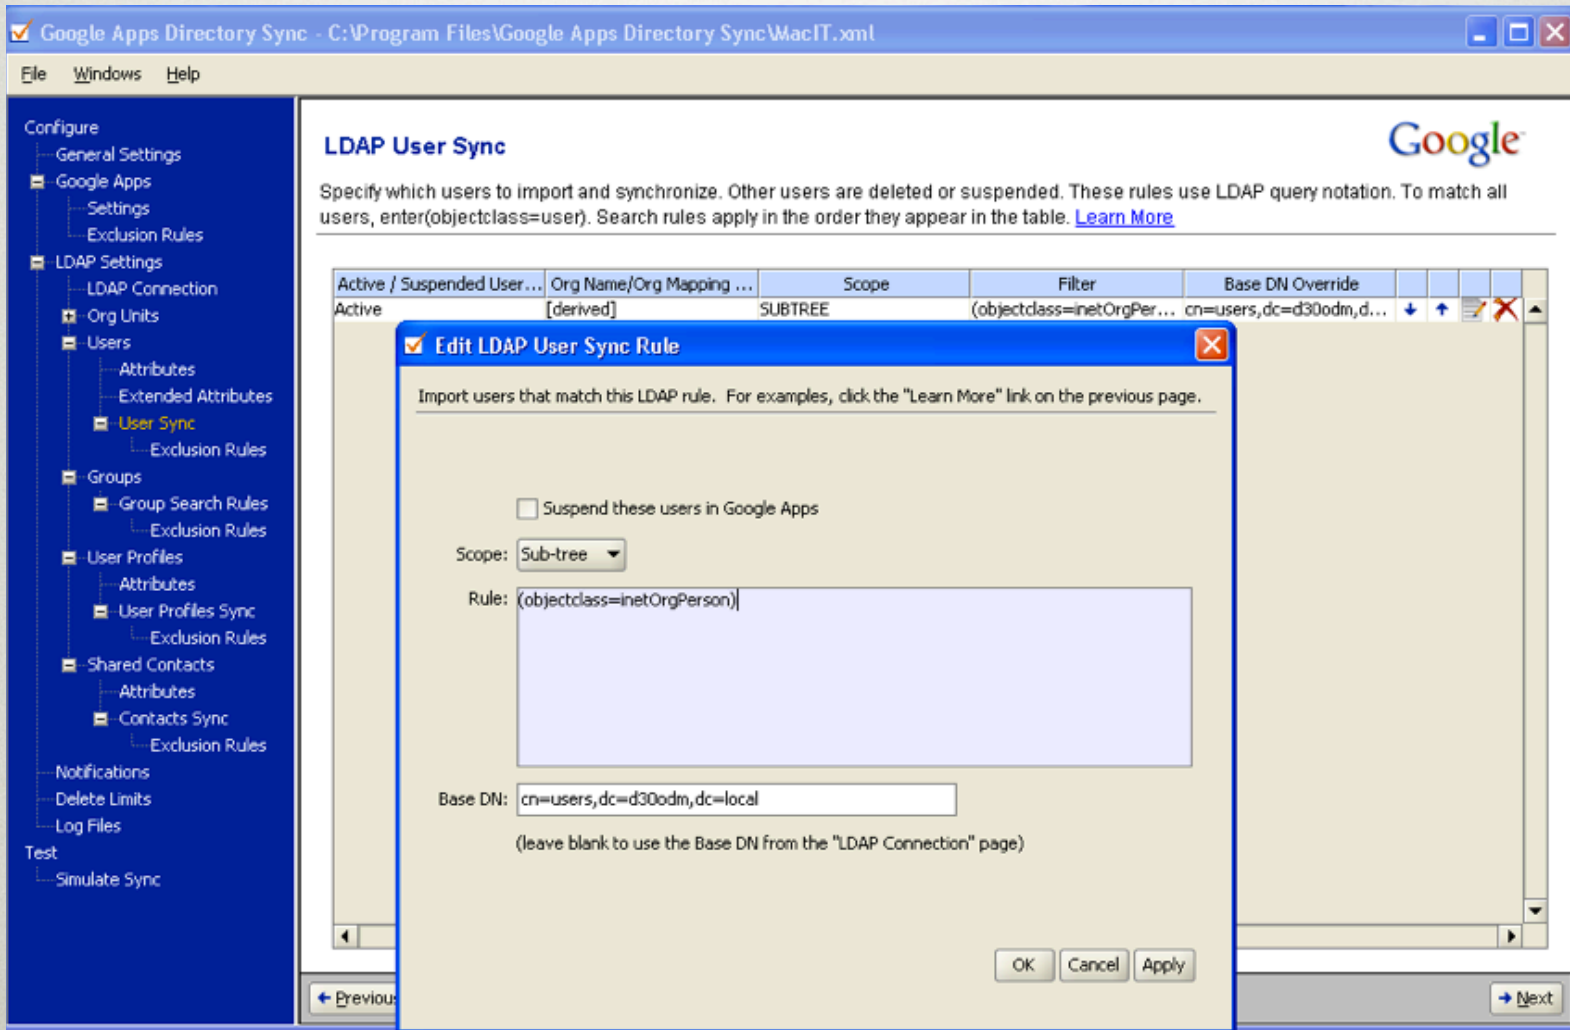 Google Apps Directory Sync - C:\Program Files\Google Apps Directory Sync\MacIT.xml
File Windows Help
Configure
General Settings
Google Apps
Settings
Exclusion Rules
LDAP Settings
LDAP Connection
Org Units
Users
Attributes
Extended Attributes
User Sync
Exclusion Rules
Groups
Group Search Rules
Exclusion Rules
User Profiles
Attributes
User Profiles Sync
Exclusion Rules
Shared Contacts
Attributes
Contacts Sync
Exclusion Rules
Notifications
Delete Limits
Log Files
Test
Simulate Sync
LDAP User Sync
Google
Specify which users to import and synchronize. Other users are deleted or suspended. These rules use LDAP query notation. To match all
users, enter(objectclass=user). Search rules apply in the order they appear in the table. Learn More
Active / Suspended User... Org Name/Org Mapping ... Scope Filter Base DN Override
Active [derived] SUBTREE (objectclass=inetOrgPer... cn=users,dc=d30odm,d...
Edit LDAP User Sync Rule
Import users that match this LDAP rule. For examples, click the "Learn More" link on the previous page.
Suspend these users in Google Apps
Scope: Sub-tree
Rule: (objectclass=inetOrgPerson)
Base DN: cn=users,dc=d30odm,dc=local
(leave blank to use the Base DN from the "LDAP Connection" page)
OK Cancel Apply
Previou Next